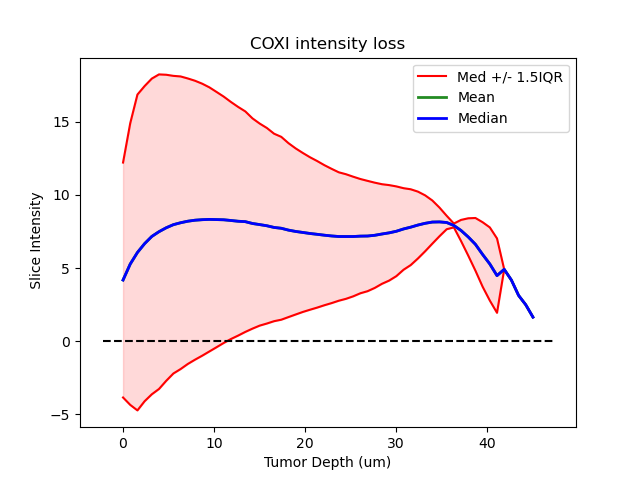 COXI intensity loss
Med +/- 1.5IQR
Mean
Median
Slice Intensity
15
10
5
0
−5
0 10 20 30 40
Tumor Depth (um)